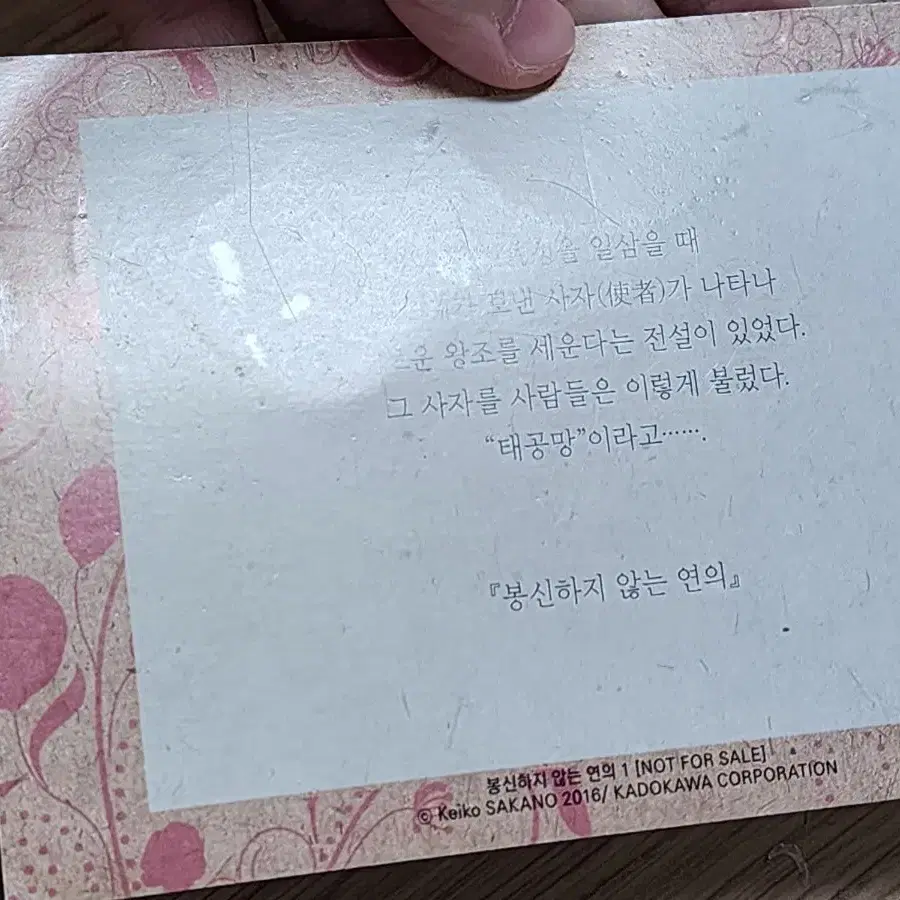 일삼을 때
보낸 사자(使者)가 나타나
왕조를 세운다는 전설이 있었다.
그 사자를 사람들은 이렇게 불렀다.
“태공망”이라고…….
『봉신하지 않는 연의』
봉신하지 않는 연의 1 [NOT FOR SALE]
© Keiko SAKANO 2016/ KADOKAWA CORPORATION